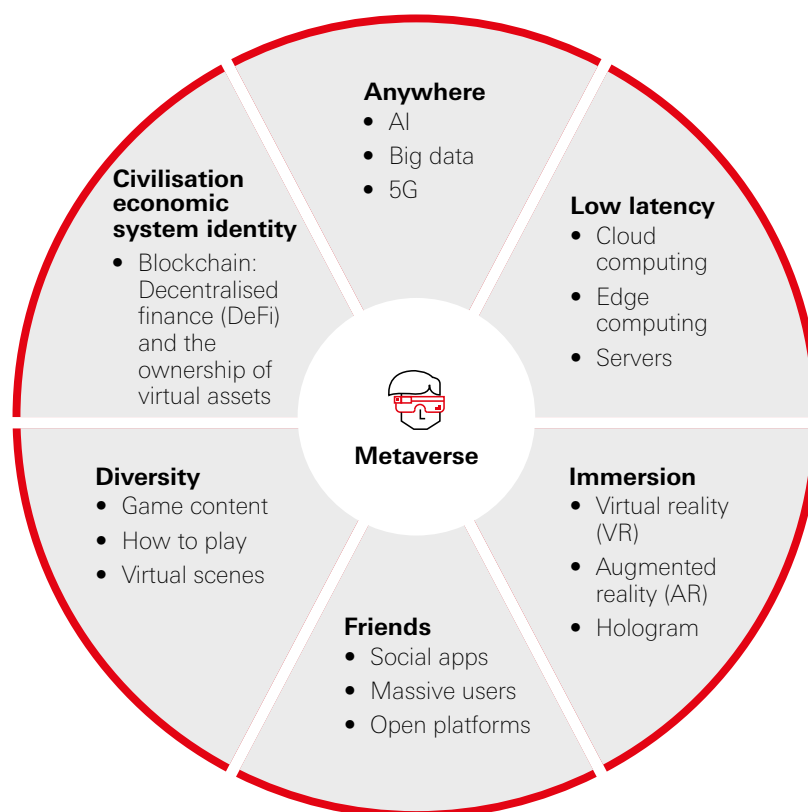 Anywhere
• AI
• Big data
• 5G
Low latency
• Cloud
computing
• Edge
computing
• Servers
Immersion
• Virtual reality
(VR)
• Augmented
reality (AR)
• Hologram
Friends
• Social apps
• Massive users
• Open platforms
Diversity
• Game content
• How to play
• Virtual scenes
Civilisation
economic
system identity
• Blockchain:
Decentralised
finance (DeFi)
and the
ownership of
virtual assets
Metaverse